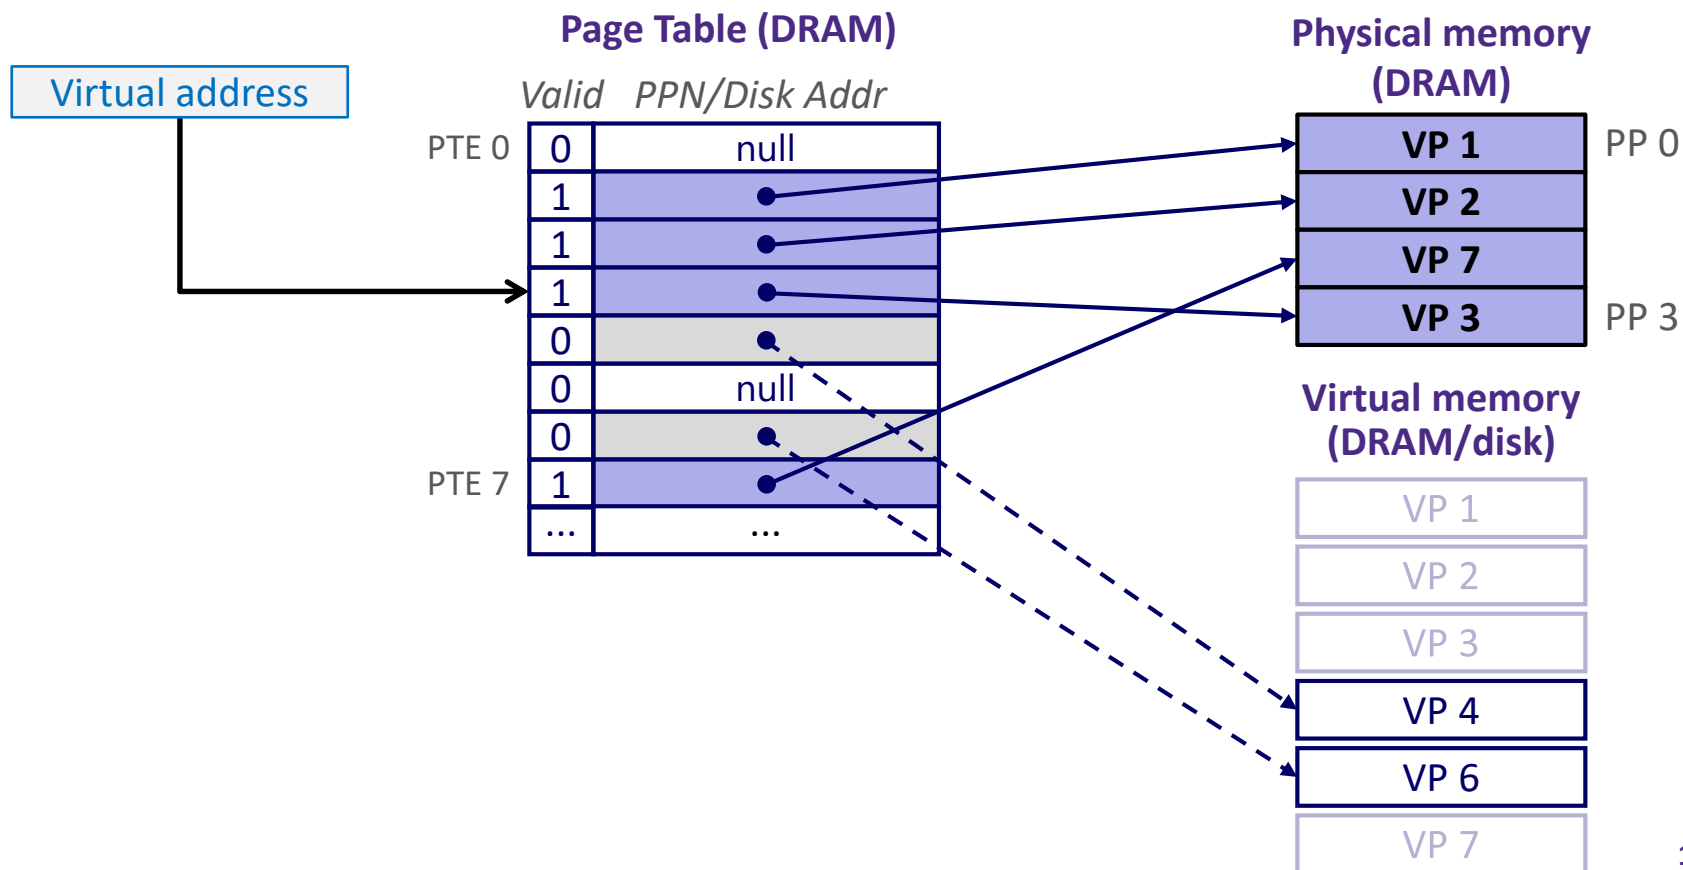 Page Table (DRAM)
Physical memory
(DRAM)
Virtual address
Valid PPN/Disk Addr
PTE 0 0 null
1
1
1
0
0 null
0
PTE 7 1
... ...
VP 1 PP 0
VP 2
VP 7
VP 3 PP 3
Virtual memory
(DRAM/disk)
VP 1
VP 2
VP 3
VP 4
VP 6
VP 7